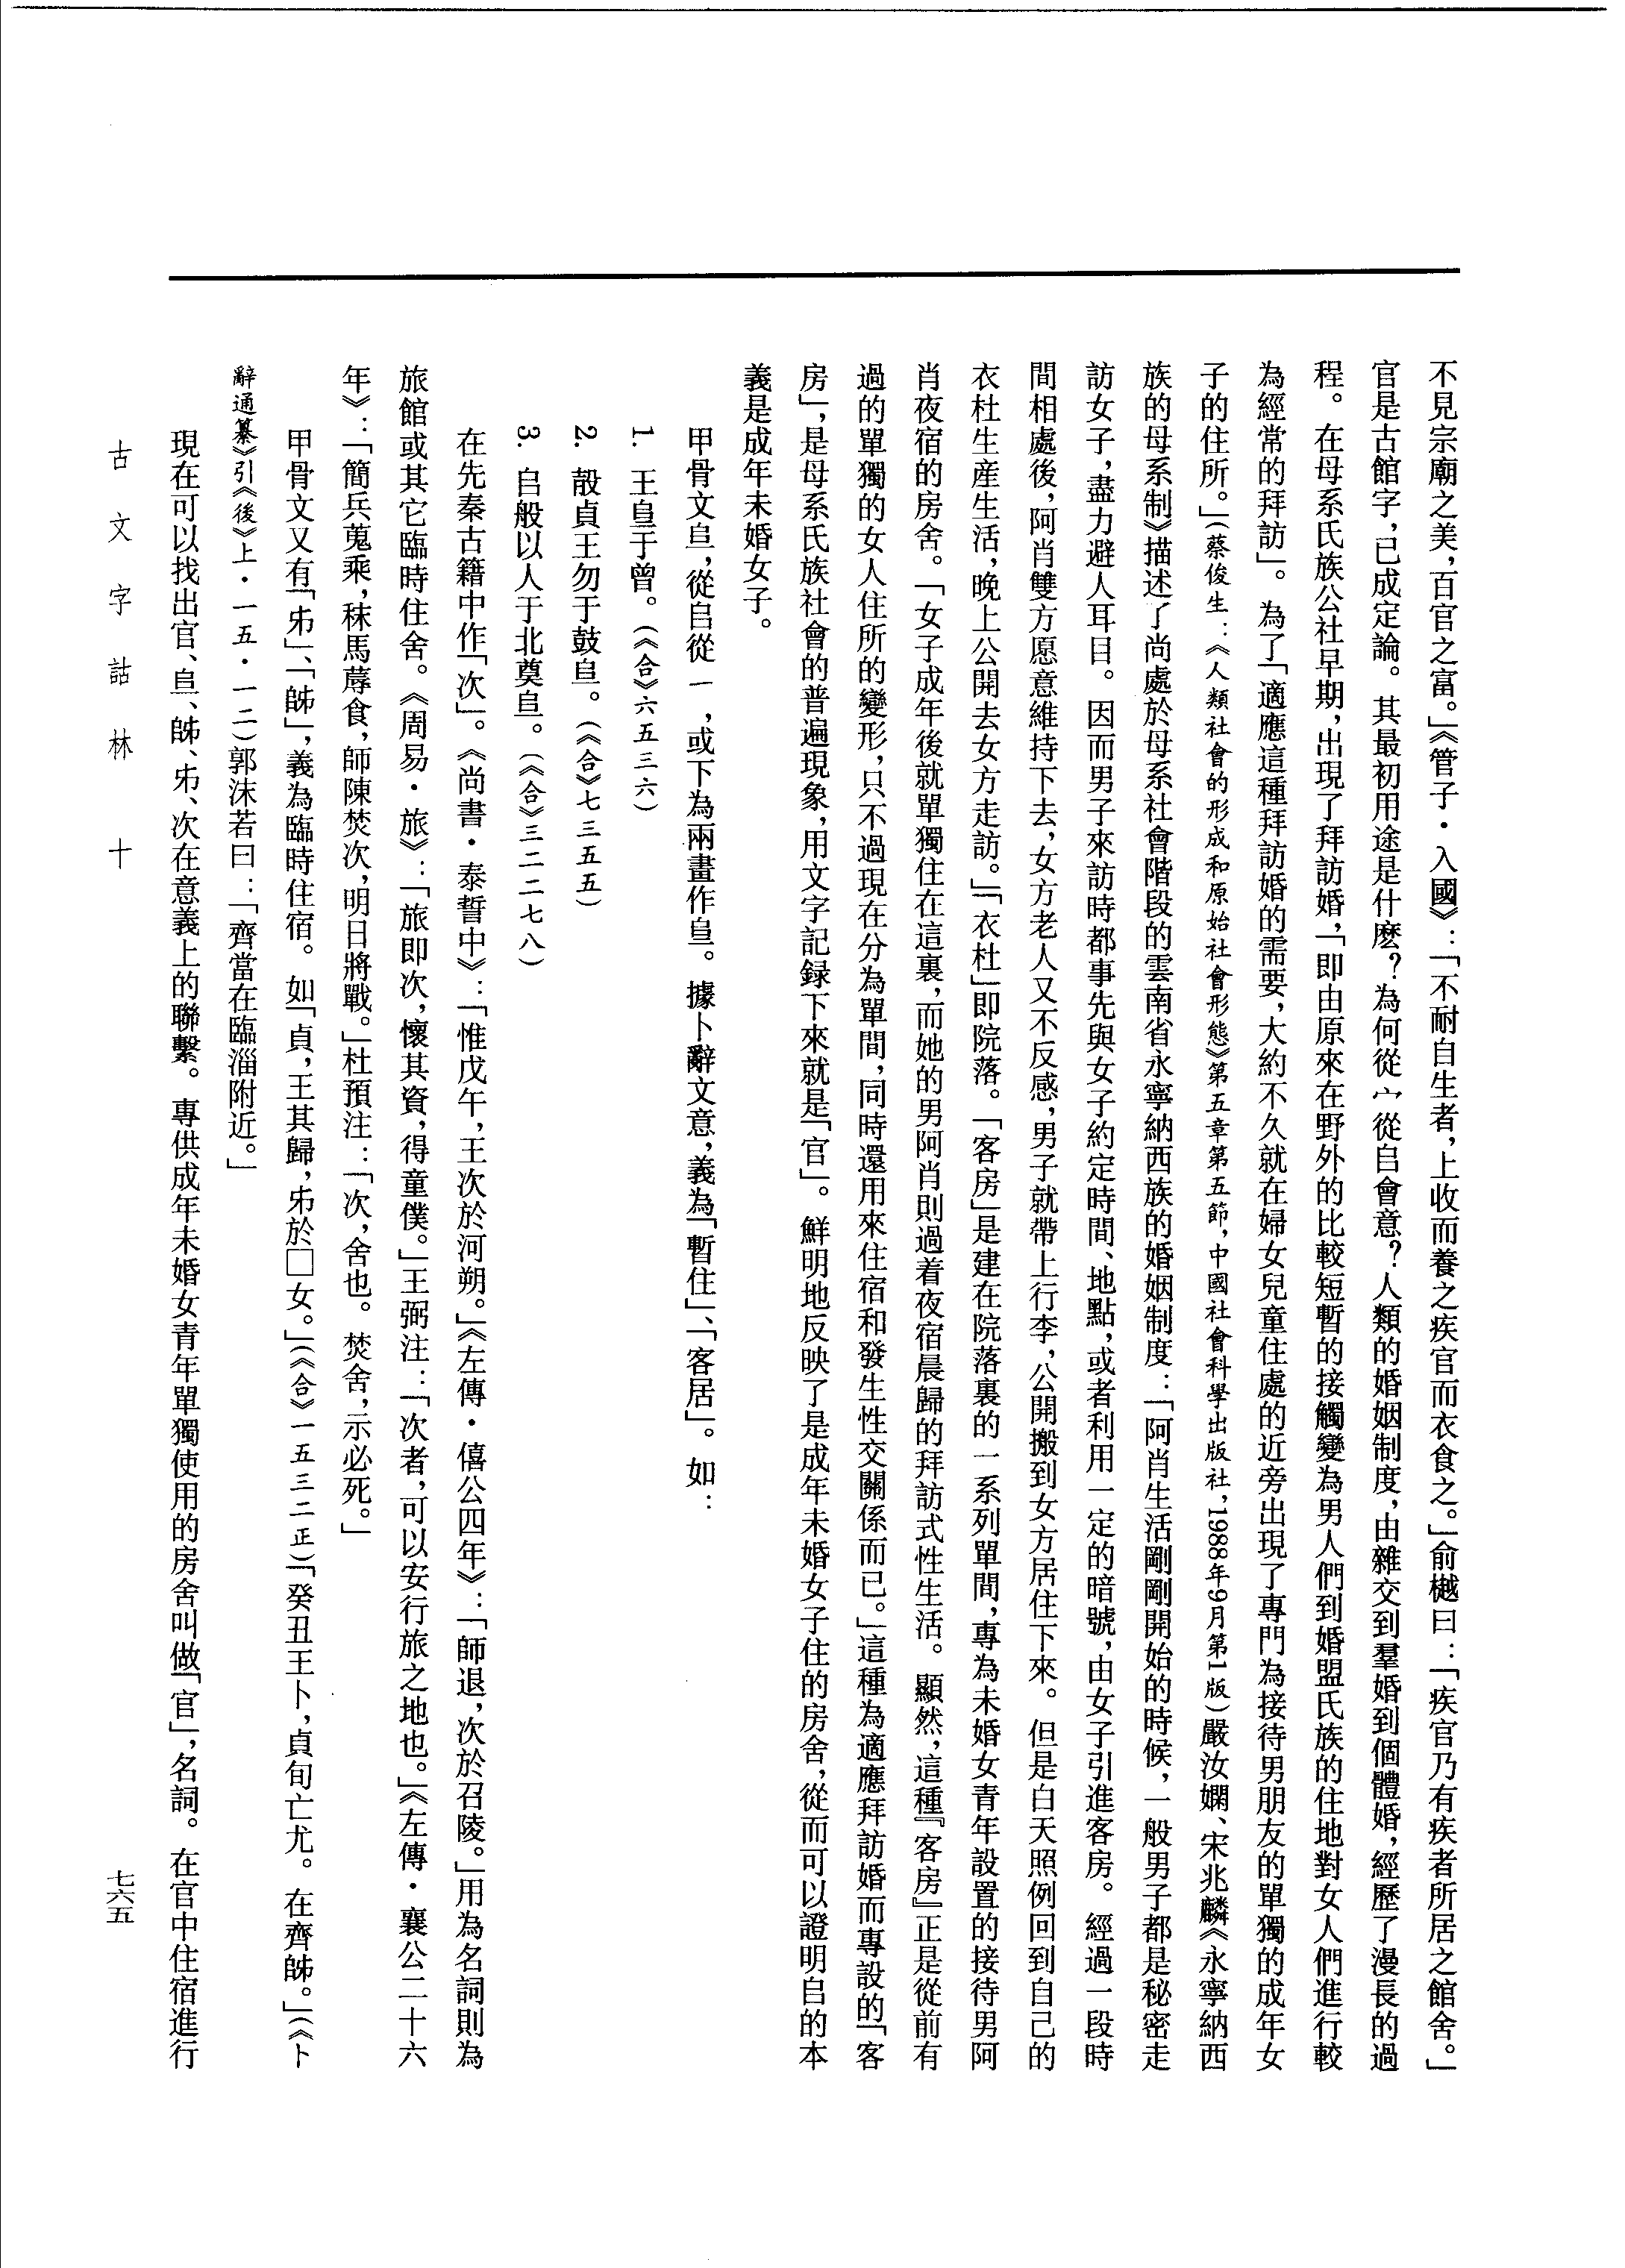 不見宗廟之美，百官之富。」《管子·入國》：「不耐自生者，上收而養之疾官而衣食之。」俞樾曰：「疾官乃有疾者所居之館舍。」
官是古館字，已成定論。其最初用途是什麽？為何從宀從𠂤會意？人類的婚姻制度，由雜交到羣婚到個體婚，經歷了漫長的過
程。在母系氏族公社早期，出現了拜訪婚，「即由原來在野外的比較短暫的接觸變為男人們到婚盟氏族的住地對女人們進行較
為經常的拜訪」。為了「適應這種拜訪婚的需要，大約不久就在婦女兒童住處的近旁出現了專門為接待男朋友的單獨的成年女
子的住所。」（蔡俊生：《人類社會的形成和原始社會形態》第五章第五節，中國社會科學出版社，1988年9月第1版）嚴汝嫻、宋兆麟《永寧納西
族的母系制》描述了尚處於母系社會階段的雲南省永寧納西族的婚姻制度：「阿肖生活剛剛開始的時候，一般男子都是秘密走
訪女子，盡力避人耳目。因而男子來訪時都事先與女子約定時間、地點，或者利用一定的暗號，由女子引進客房。經過一段時
間相處後，阿肖雙方愿意維持下去，女方老人又不反感，男子就帶上行李，公開搬到女方居住下來。但是白天照例回到自己的
衣杜生産生活，晚上公開去女方走訪。」「衣杜」即院落。「客房」是建在院落裏的一系列單間，專為未婚女青年設置的接待男阿
肖夜宿的房舍。「女子成年後就單獨住在這裏，而她的男阿肖則過着夜宿晨歸的拜訪式性生活。顯然，這種『客房』正是從前有
過的單獨的女人住所的變形，只不過現在分為單間，同時還用來住宿和發生性交關係而已。」這種為適應拜訪婚而專設的「客
房」，是母系氏族社會的普遍現象，用文字記録下來就是「官」。鮮明地反映了是成年未婚女子住的房舍，從而可以證明𠂤的本
義是成年未婚女子。
甲骨文𠂤，從𠂤從一，或下為兩畫作𠂤。據卜辭文意，義為「暫住」、「客居」。如：
1. 王𠂤于曾。（《合》六五三六）
2. 㱿貞王勿于鼓𠂤。（《合》七三五五）
3. 𠂤般以人于北奠𠂤。（《合》三二二七八）
在先秦古籍中作「次」。《尚書·泰誓中》：「惟戊午，王次於河朔。」《左傳·僖公四年》：「師退，次於召陵。」用為名詞則為
旅館或其它臨時住舍。《周易·旅》：「旅即次，懷其資，得童僕。」王弼注：「次者，可以安行旅之地也。」《左傳·襄公二十六
年》：「簡兵蒐乘，秣馬蓐食，師陳焚次，明日將戰。」杜預注：「次，舍也。焚舍，示必死。」
甲骨文又有「𠂔」、「𠂤𠂔」，義為臨時住宿。如「貞，王其歸，𠂔於□女。」（《合》一五三二正）「癸丑王卜，貞旬亡尤。在齊𠂤𠂔。」（《卜
辭通纂》引《後》上·一五·一二）郭沫若曰：「齊當在臨淄附近。」
現在可以找出官、𠂤、𠂤𠂔、𠂔、次在意義上的聯繫。專供成年未婚女青年單獨使用的房舍叫做「官」，名詞。在官中住宿進行
古文字詁林 十
七六五